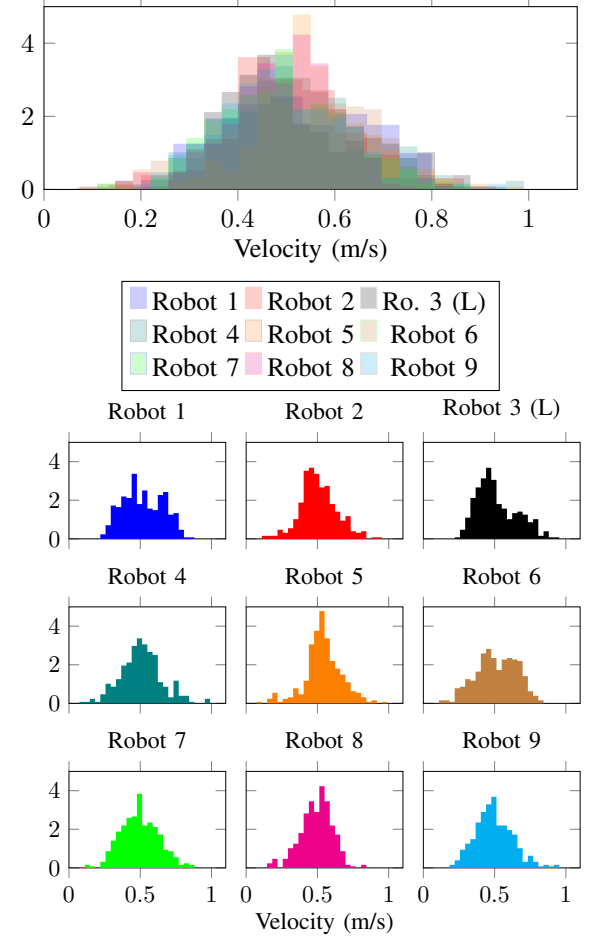 4
2
0
0 0.2 0.4 0.6 0.8 1
Velocity (m/s)
Robot 1 Robot 2 Ro. 3 (L)
Robot 4 Robot 5 Robot 6
Robot 7 Robot 8 Robot 9
Robot 1 Robot 2 Robot 3 (L)
4
2
0
Robot 4 Robot 5 Robot 6
4
2
0
Robot 7 Robot 8 Robot 9
4
2
0
0 0.5 1 0 0.5 1 0 0.5 1
Velocity (m/s)